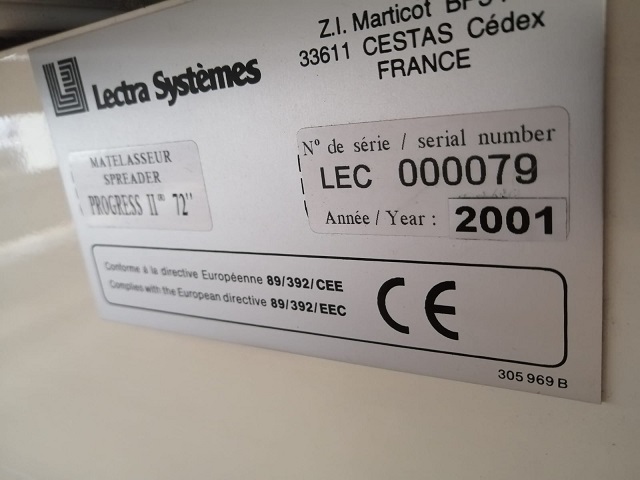 Z.I. Marticot
33611 CESTAS Cédex
FRANCE
Lectra Systèmes
MATELASSEUR
SPREADER
PROGRESS II® 72"
N° de série / serial number
LEC 000079
Année / Year : 2001
Conforme à la directive Européenne 89/392/CEE
Complies with the European directive 89/392/EEC
CE
305 969 B